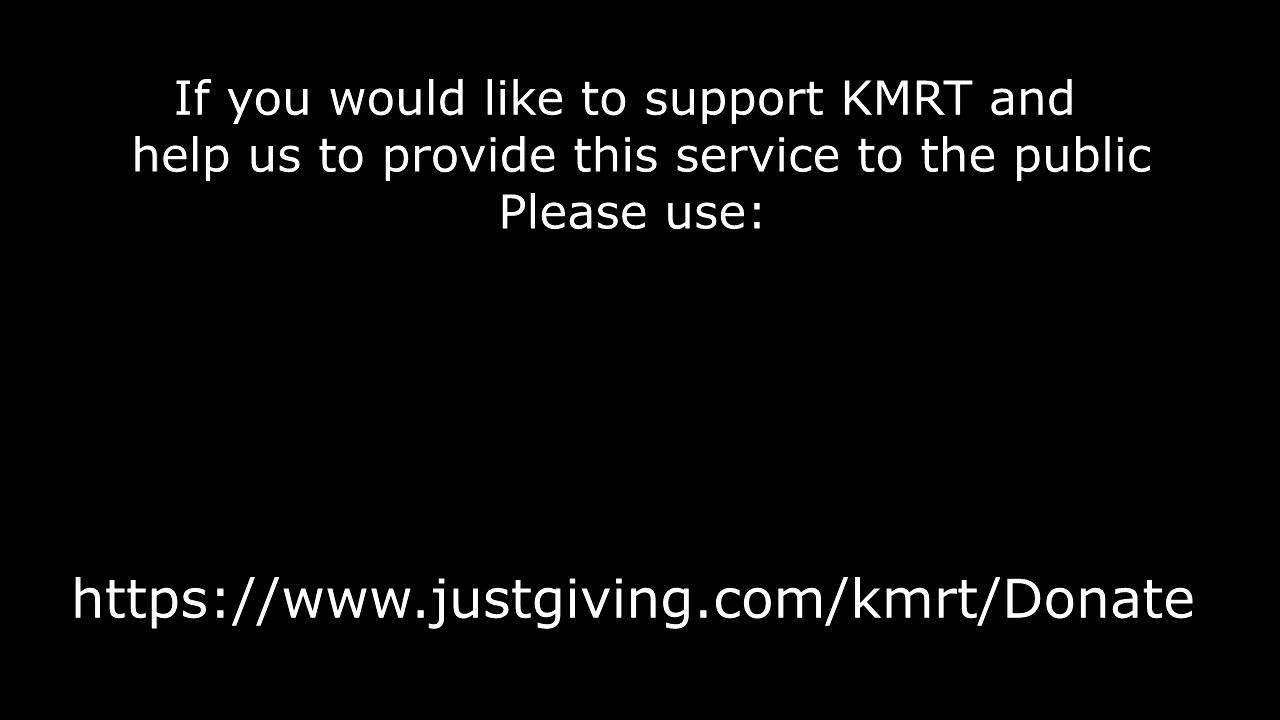 If you would like to support KMRT and
help us to provide this service to the public
Please use:
https://www.justgiving.com/kmrt/Donate